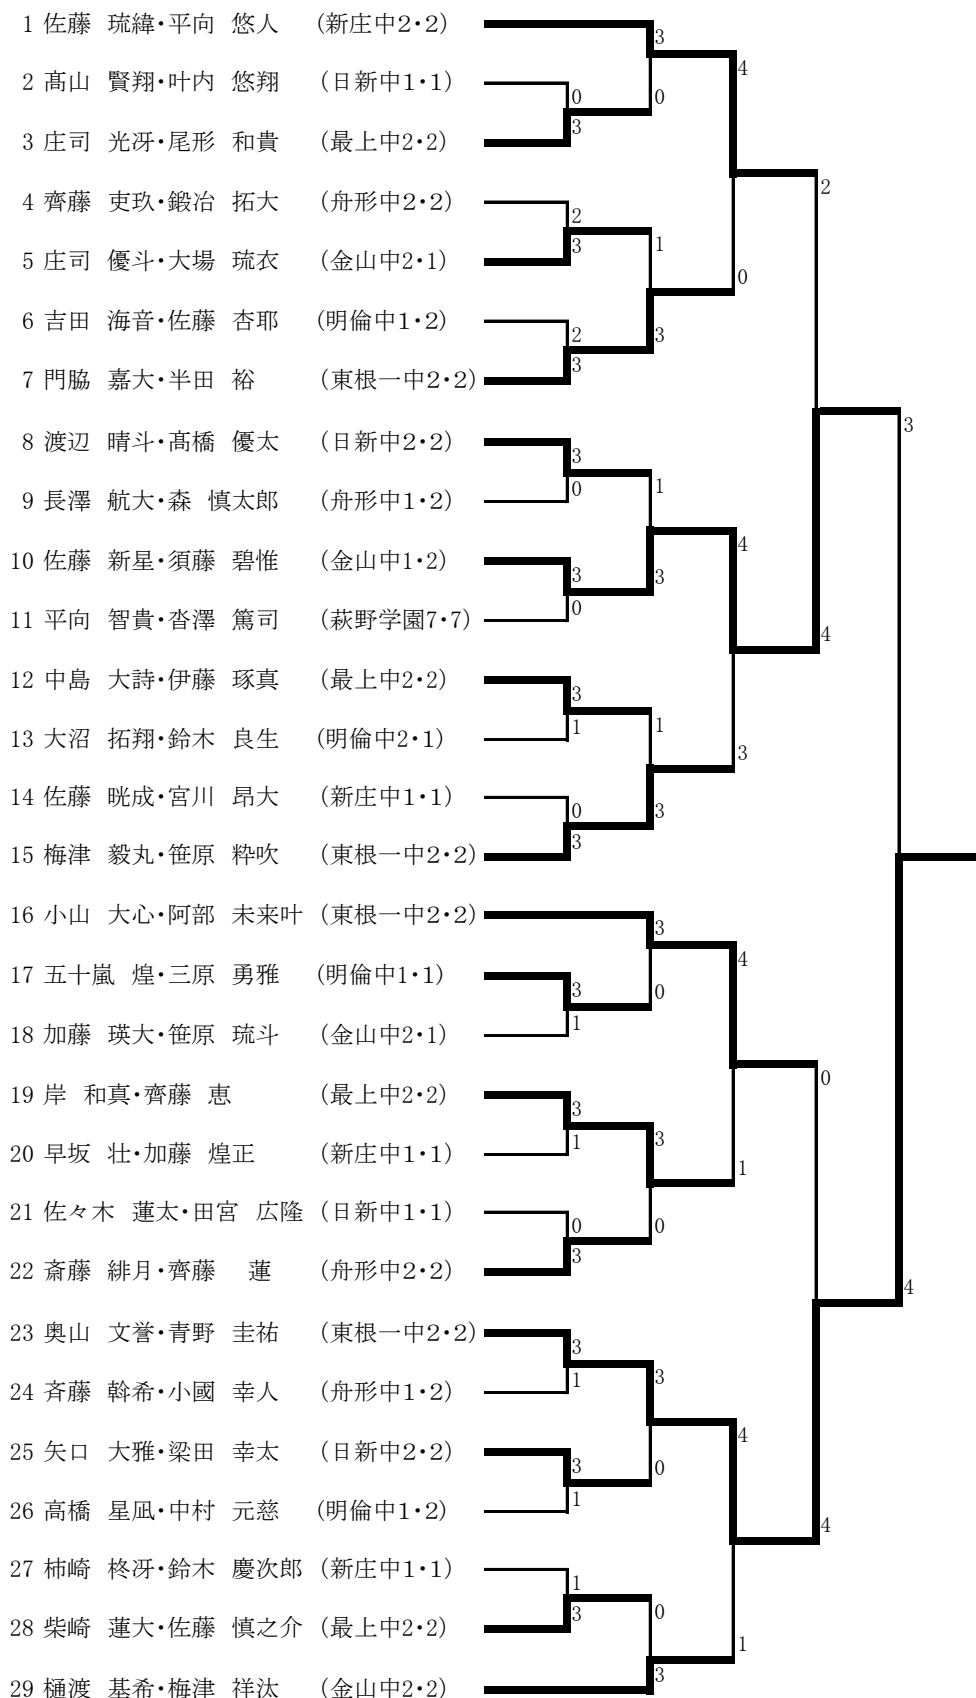 1 佐藤 琉緯・平向 悠人 (新庄中2・2)
3
4
2 髙山 賢翔・叶内 悠翔 (日新中1・1)
0
0
3 庄司 光冴・尾形 和貴 (最上中2・2)
3
2
4 齊藤 吏玖・鍛冶 拓大 (舟形中2・2)
2
5 庄司 優斗・大場 琉衣 (金山中2・1)
3
1
0
6 吉田 海音・佐藤 杏耶 (明倫中1・2)
2
3
7 門脇 嘉大・半田 裕 (東根一中2・2)
3
3
8 渡辺 晴斗・髙橋 優太 (日新中2・2)
3
9 長澤 航大・森 慎太郎 (舟形中1・2)
0
1
4
10 佐藤 新星・須藤 碧惟 (金山中1・2)
3
3
11 平向 智貴・沓澤 篤司 (萩野学園7・7)
0
4
12 中島 大詩・伊藤 琢真 (最上中2・2)
3
13 大沼 拓翔・鈴木 良生 (明倫中2・1)
1
1
3
14 佐藤 晄成・宮川 昂大 (新庄中1・1)
0
3
15 梅津 毅丸・笹原 粋吹 (東根一中2・2)
3
16 小山 大心・阿部 未来叶 (東根一中2・2)
3
4
17 五十嵐 煌・三原 勇雅 (明倫中1・1)
3
0
18 加藤 瑛大・笹原 琉斗 (金山中2・1)
1
0
19 岸 和真・齊藤 恵 (最上中2・2)
3
20 早坂 壮・加藤 煌正 (新庄中1・1)
1
3
1
21 佐々木 蓮太・田宮 広隆 (日新中1・1)
0
0
22 斎藤 緋月・齊藤 蓮 (舟形中2・2)
3
4
23 奥山 文誉・青野 圭祐 (東根一中2・2)
3
24 斉藤 斡希・小國 幸人 (舟形中1・2)
1
3
4
25 矢口 大雅・梁田 幸太 (日新中2・2)
3
0
26 高橋 星凪・中村 元慈 (明倫中1・2)
1
4
27 柿崎 柊冴・鈴木 慶次郎 (新庄中1・1)
1
28 柴崎 蓮大・佐藤 慎之介 (最上中2・2)
3
0
1
29 樋渡 基希・梅津 祥汰 (金山中2・2)
3